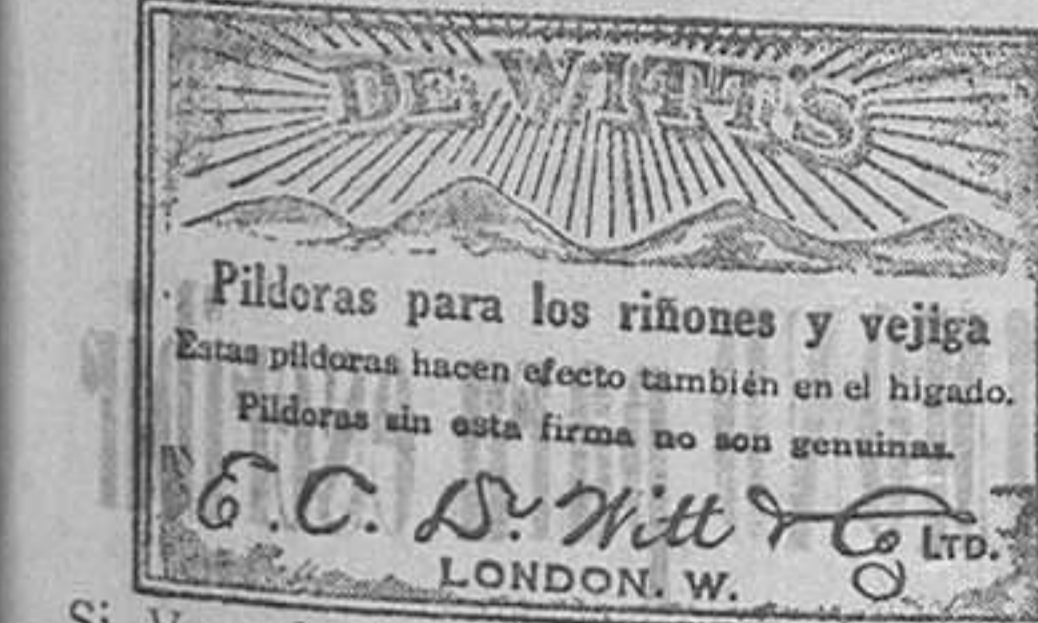 DE WITT'S
Pildoras para los riñones y vejiga
Estas pildoras hacen efecto también en el higado.
Pildoras sin esta firma no son genuinas.
E. C. De Witt & Co LTD.
LONDON. W.
Si